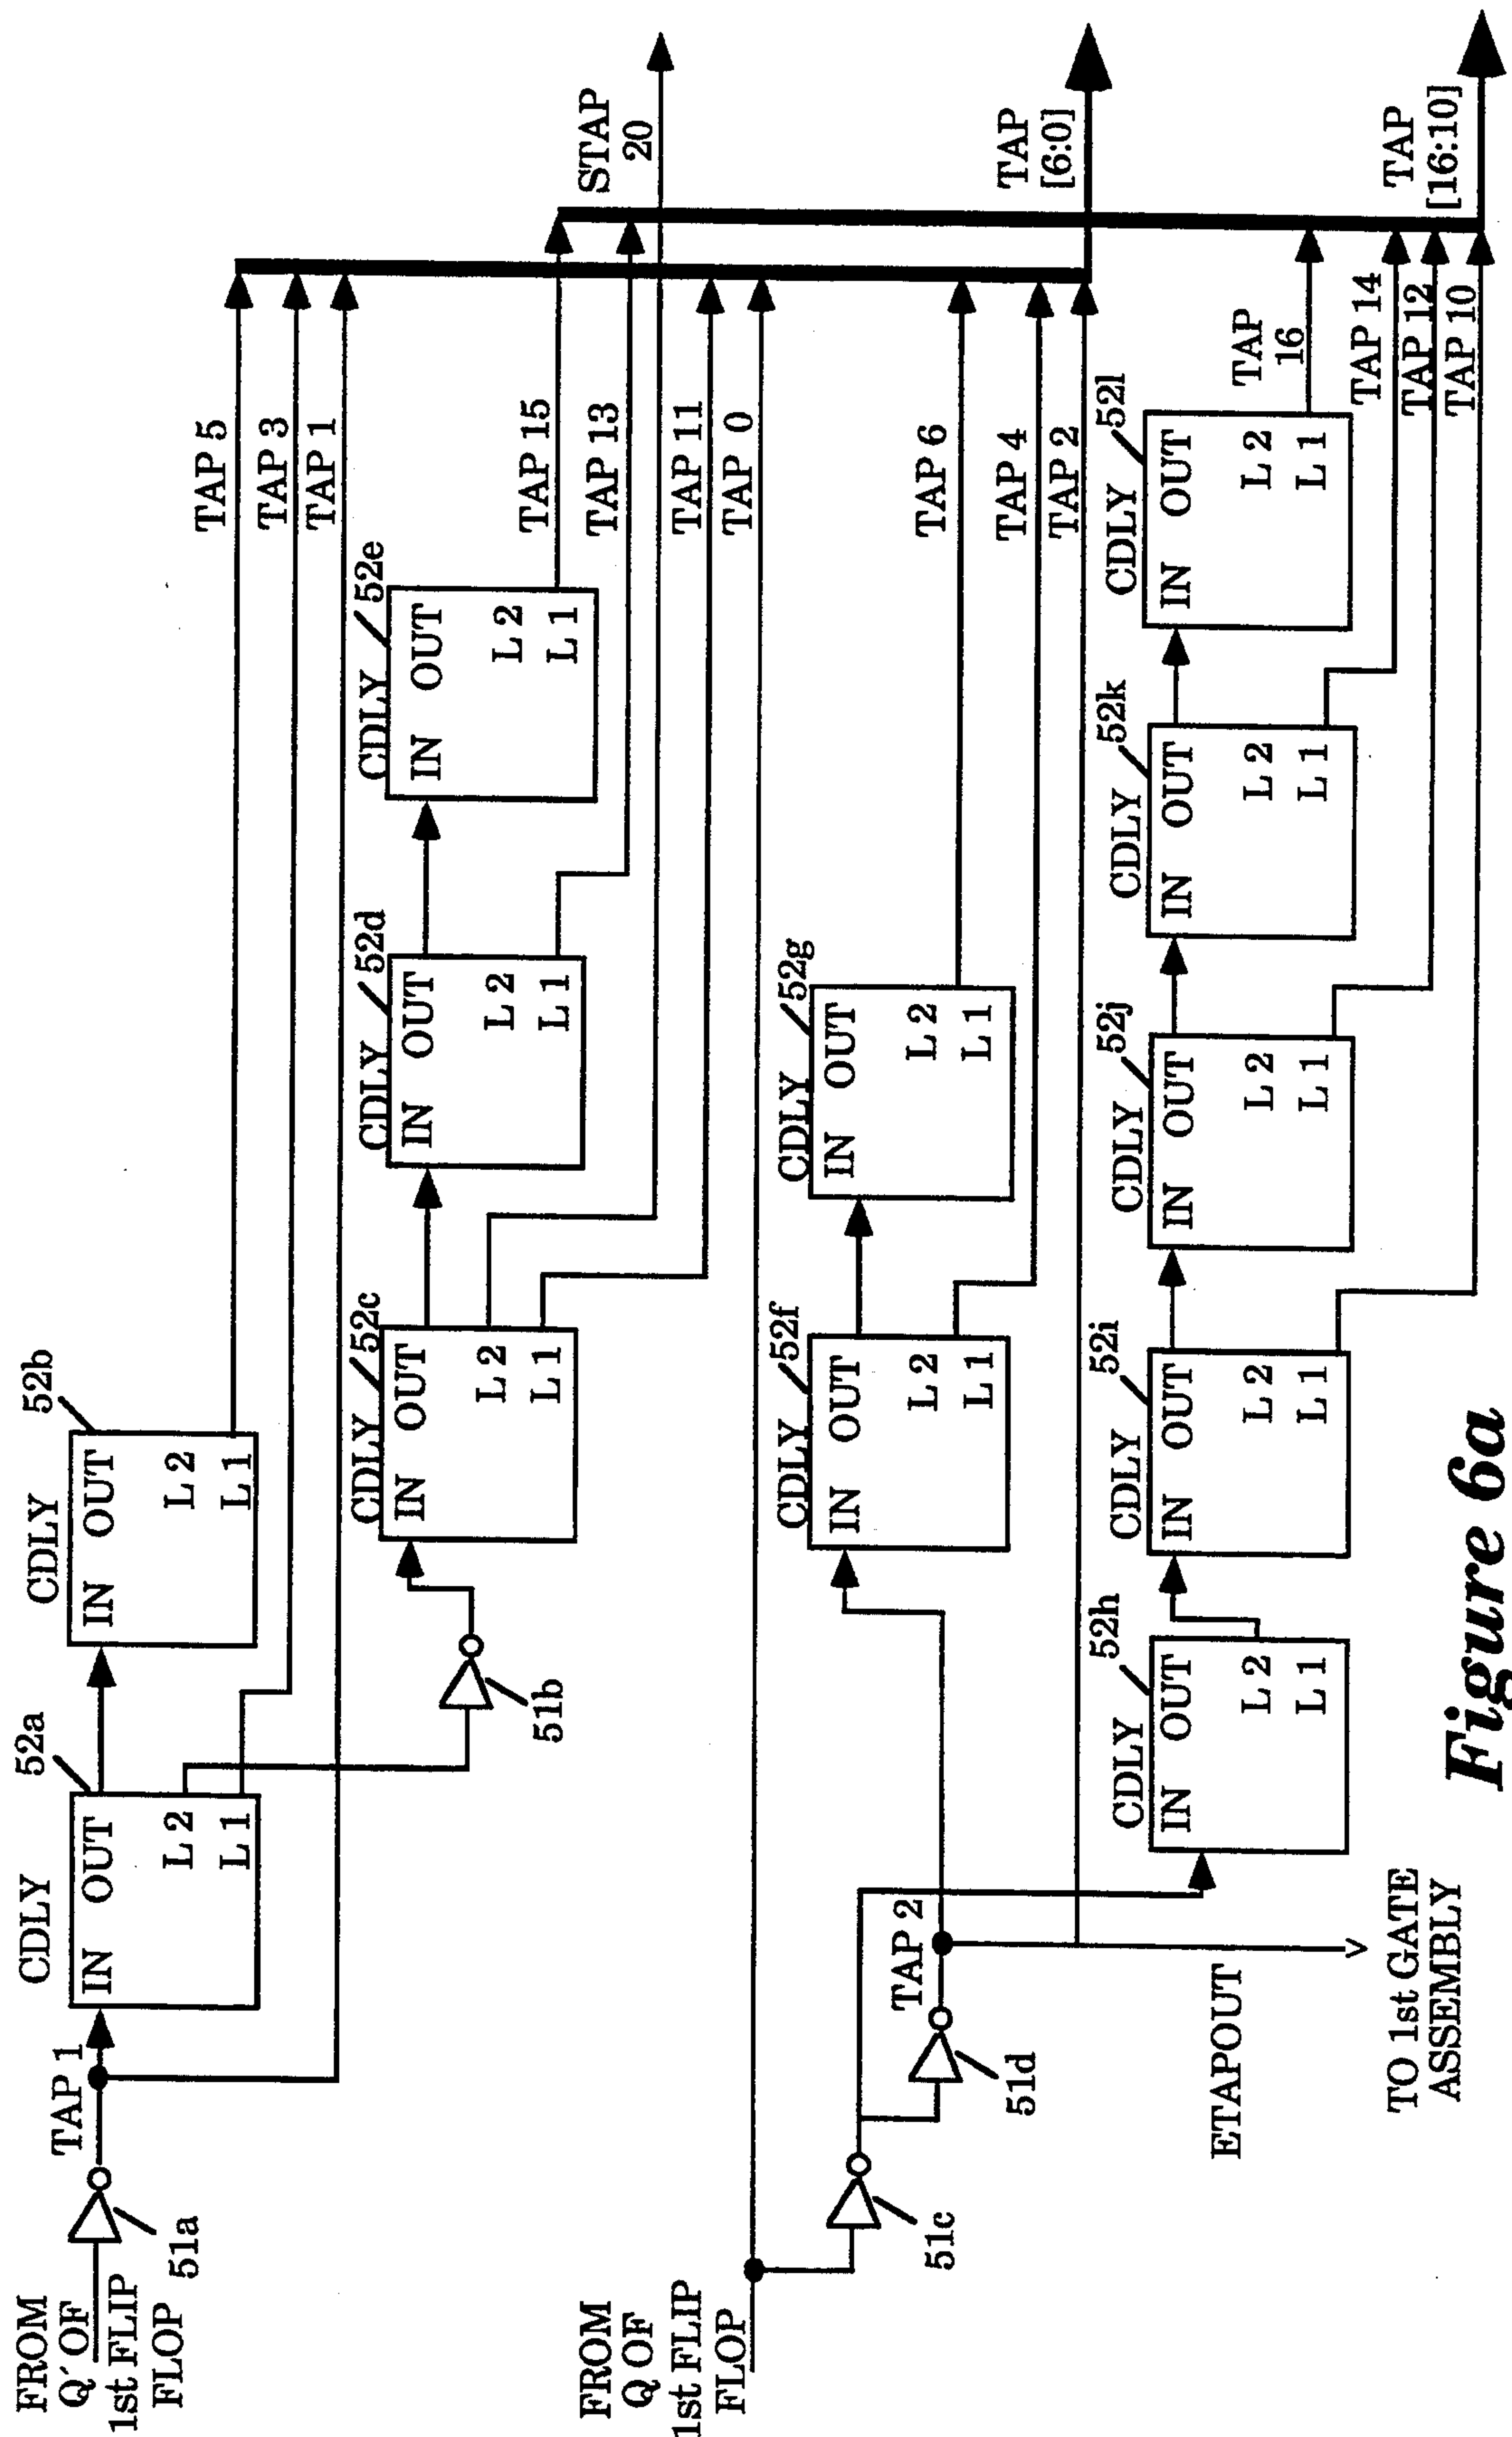 FROM
Q´ OF
1st FLIP
FLOP
51a
TAP 1
CDLY
52a
IN OUT
L 2
L 1
CDLY
52b
IN OUT
L 2
L 1
TAP 5
TAP 3
TAP 1
51b
CDLY
52c
IN OUT
L 2
L 1
CDLY
52d
IN OUT
L 2
L 1
CDLY
52e
IN OUT
L 2
L 1
TAP 15
TAP 13
STAP
20
TAP 11
TAP 0
FROM
Q OF
1st FLIP
FLOP
51c
51d
TAP 2
CDLY
52f
IN OUT
L 2
L 1
CDLY
52g
IN OUT
L 2
L 1
TAP 6
TAP 4
TAP 2
TAP
[6:0]
ETAPOUT
TO 1st GATE
ASSEMBLY
CDLY
52h
IN OUT
L 2
L 1
CDLY
52i
IN OUT
L 2
L 1
CDLY
52j
IN OUT
L 2
L 1
CDLY
52k
IN OUT
L 2
L 1
CDLY
52l
IN OUT
L 2
L 1
TAP
16
TAP 14
TAP 12
TAP 10
TAP
[16:10]
Figure 6a